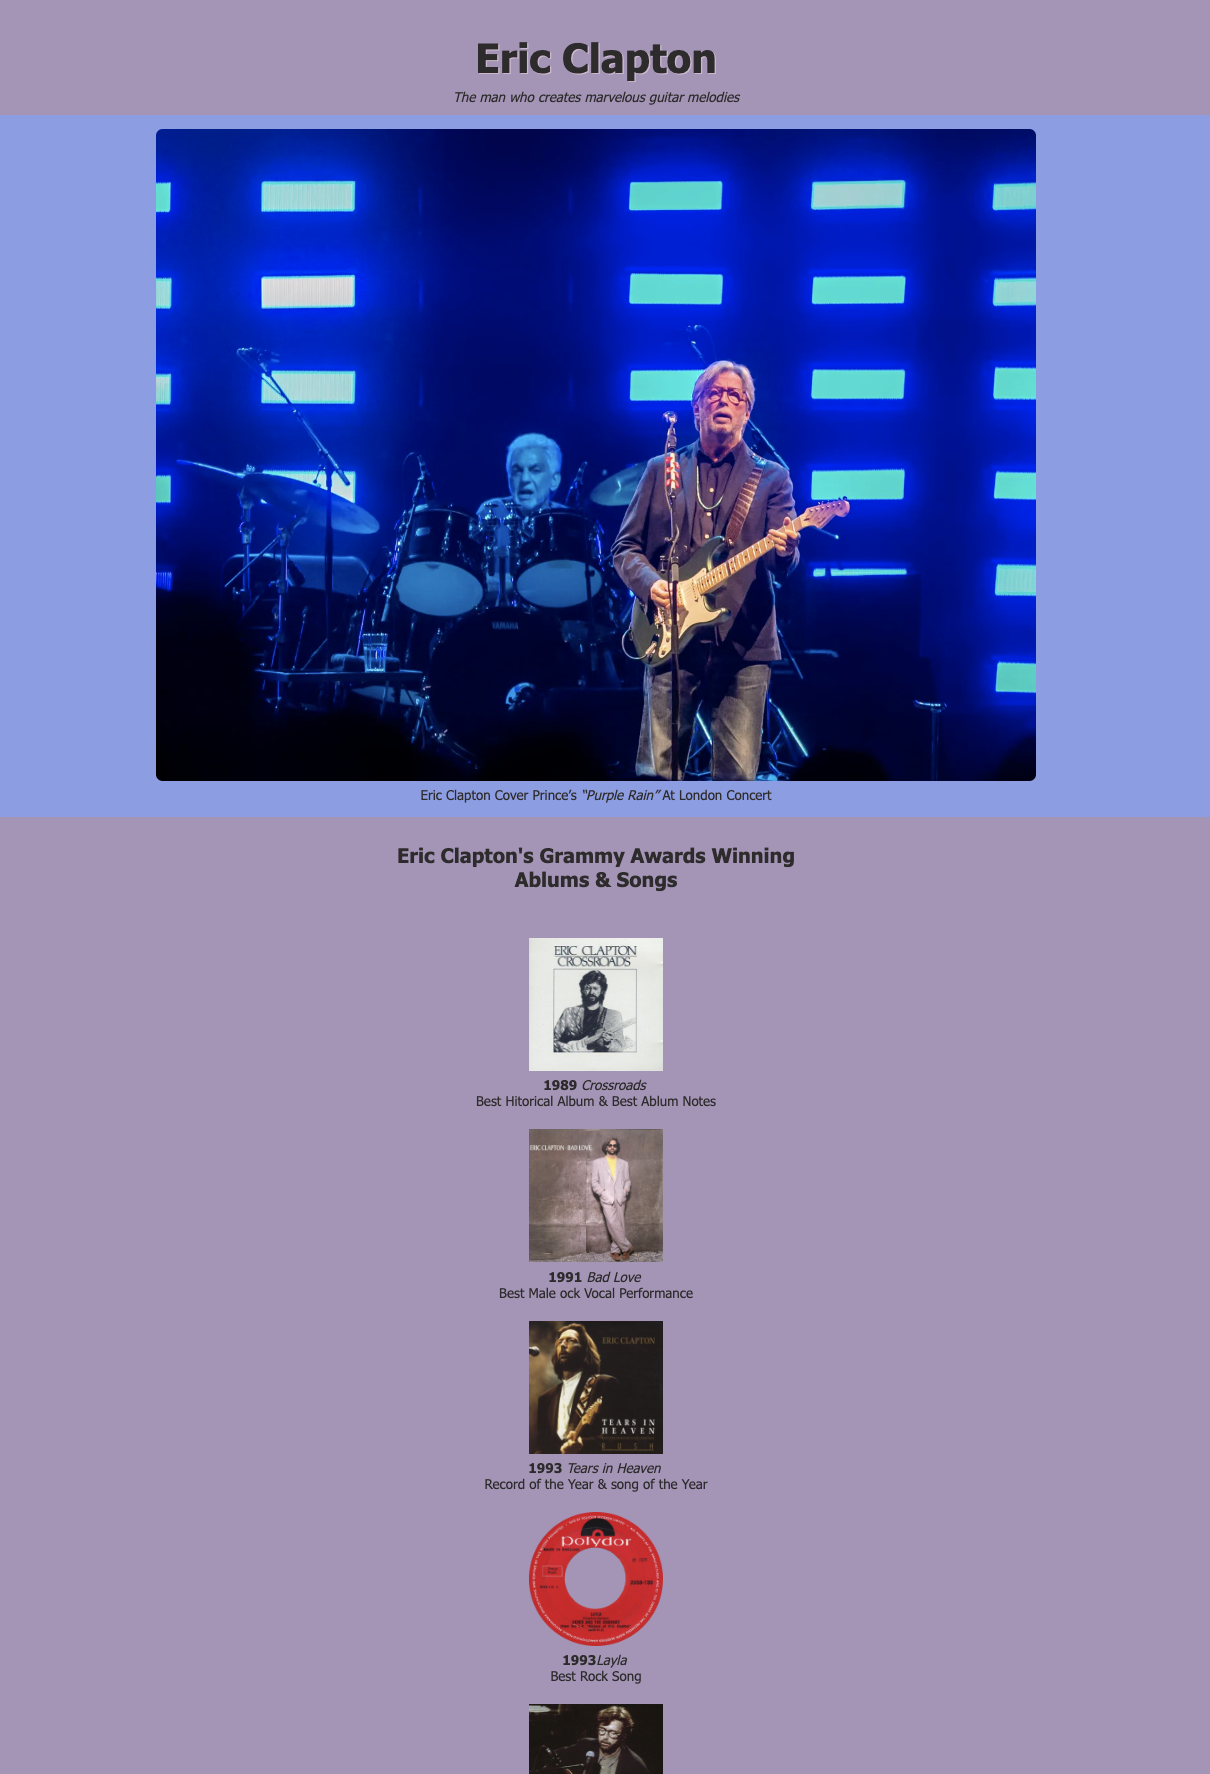 Eric Clapton
The man who creates marvelous guitar melodies
YAMAHA
Eric Clapton Cover Prince’s “Purple Rain” At London Concert
Eric Clapton's Grammy Awards Winning
Ablums & Songs
ERIC CLAPTON
CROSSROADS
1989 Crossroads
Best Hitorical Album & Best Ablum Notes
ERIC CLAPTON · BAD LOVE
1991 Bad Love
Best Male ock Vocal Performance
ERIC CLAPTON
TEARS IN
HEAVEN
RUSH
1993 Tears in Heaven
Record of the Year & song of the Year
polydor
LAYLA
1993Layla
Best Rock Song